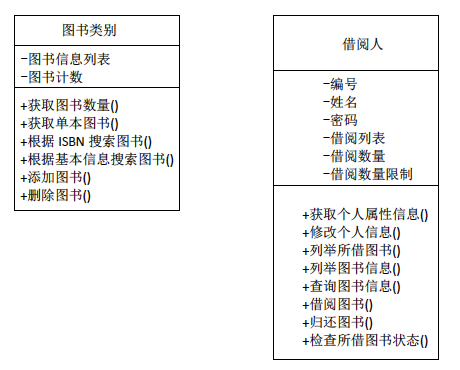 图书类别
-图书信息列表
-图书计数
+获取图书数量()
+获取单本图书()
+根据 ISBN 搜索图书()
+根据基本信息搜索图书()
+添加图书()
+删除图书()
借阅人
-编号
-姓名
-密码
-借阅列表
-借阅数量
-借阅数量限制
+获取个人属性信息()
+修改个人信息()
+列举所借图书()
+列举图书信息()
+查询图书信息()
+借阅图书()
+归还图书()
+检查所借图书状态()